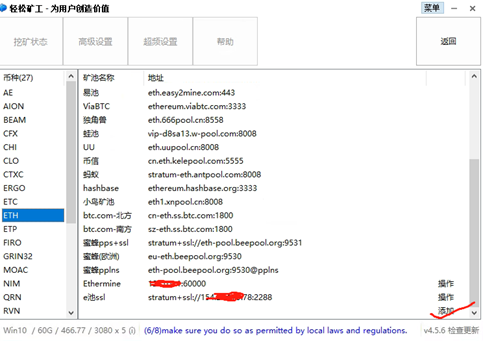 轻松矿工 - 为用户创造价值 菜单
挖矿状态 高级设置 超频设置 帮助 返回
币种(27) 矿池名称 地址
AE 易池 eth.easy2mine.com:443
AION ViaBTC ethereum.viabtc.com:3333
BEAM 独角兽 eth.666pool.cn:8558
CFX 蛙池 vip-d8sa13.w-pool.com:8008
CHI UU eth.uupool.cn:8008
CLO 币信 cn.eth.kelepool.com:5555
CTXC 蚂蚁 stratum-eth.antpool.com:8008
ERGO hashbase ethereum.hashbase.org:3333
ETC 小鸟矿池 eth1.xnpool.cn:8008
ETH btc.com-北方 cn-eth.ss.btc.com:1800
ETP btc.com-南方 sz-eth.ss.btc.com:1800
FIRO 蜜蜂pps+ssl stratum+ssl://eth-pool.beepool.org:9531
GRIN32 蜜蜂(欧洲) eu-eth.beepool.org:9530
MOAC 蜜蜂pplns eth-pool.beepool.org:9530@pplns
NIM Ethermine :60000 操作
QRN e池ssl stratum+ssl://154 78:2288 操作
RVN 添加
Win10 / 60G / 466.77 / 3080 x 5 (i) (6/8)make sure you do so as permitted by local laws and regulations. v4.5.6 检查更新